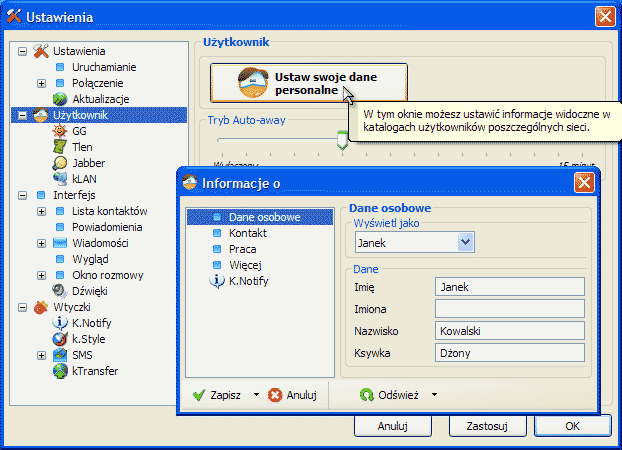 Ustawienia
Ustawienia
Uruchamianie
Połączenie
Aktualizacje
Użytkownik
GG
Tlen
Jabber
kLAN
Interfejs
Lista kontaktów
Powiadomienia
Wiadomości
Wygląd
Okno rozmowy
Dźwięki
Wtyczki
K.Notify
k.Style
SMS
kTransfer
Użytkownik
Ustaw swoje dane
personalne
W tym oknie możesz ustawić informacje widoczne w
katalogach użytkowników poszczególnych sieci.
Tryb Auto-away
Informacje o
Dane osobowe
Kontakt
Praca
Więcej
K.Notify
Dane osobowe
Wyświetl jako
Janek
Dane
Imię Janek
Imiona
Nazwisko Kowalski
Ksywka Dżony
Zapisz Anuluj Odśwież
Anuluj Zastosuj OK